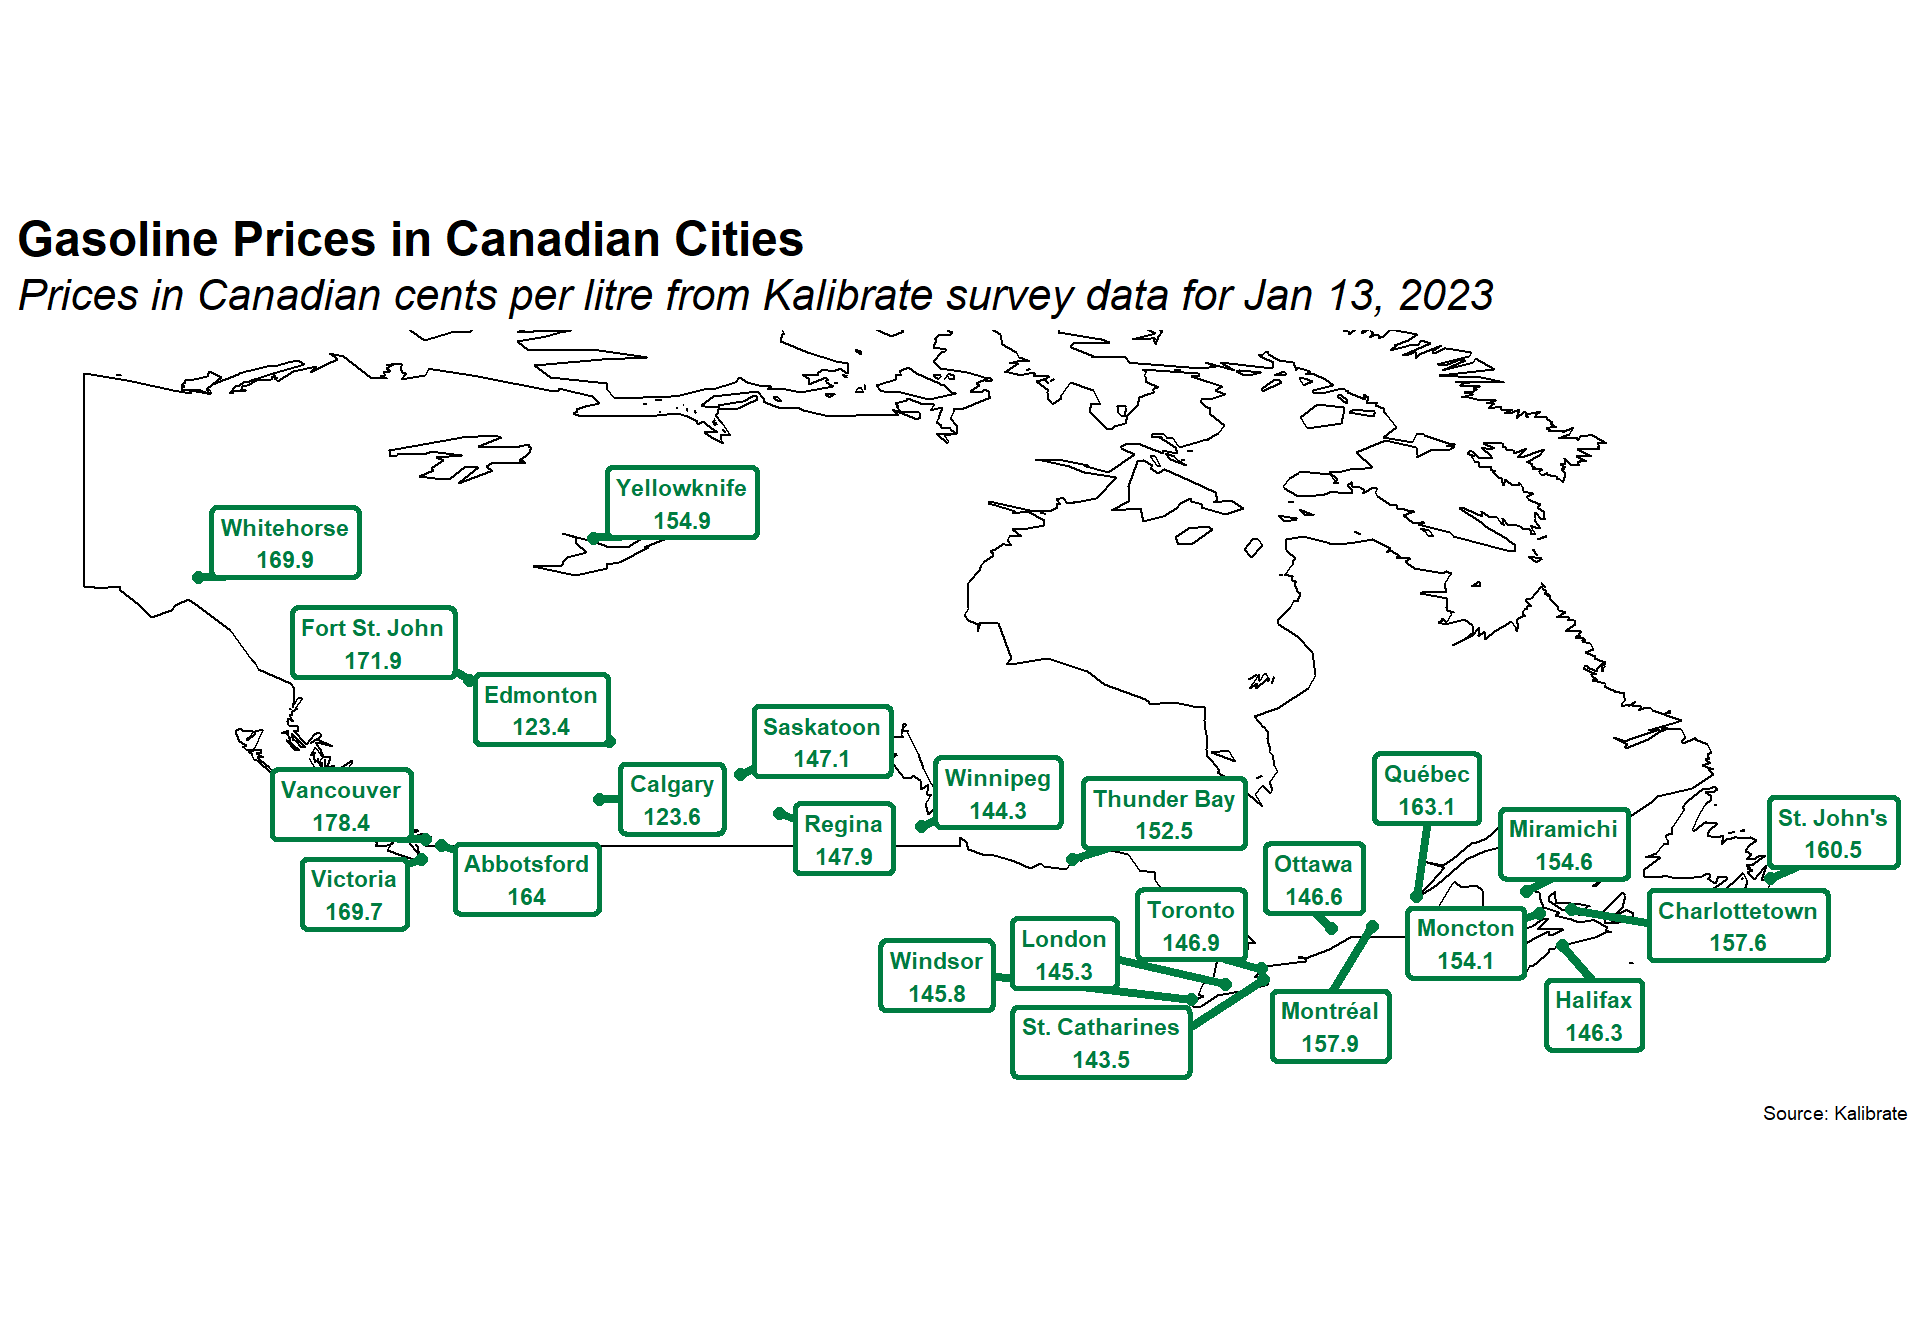 Gasoline Prices in Canadian Cities
Prices in Canadian cents per litre from Kalibrate survey data for Jan 13, 2023
Yellowknife
154.9
Whitehorse
169.9
Fort St. John
171.9
Edmonton
123.4
Saskatoon
147.1
Calgary
123.6
Winnipeg
144.3
Vancouver
178.4
Regina
147.9
Thunder Bay
152.5
Québec
163.1
Miramichi
154.6
St. John's
160.5
Victoria
169.7
Abbotsford
164
Ottawa
146.6
Toronto
146.9
Moncton
154.1
Charlottetown
157.6
London
145.3
Windsor
145.8
St. Catharines
143.5
Montréal
157.9
Halifax
146.3
Source: Kalibrate